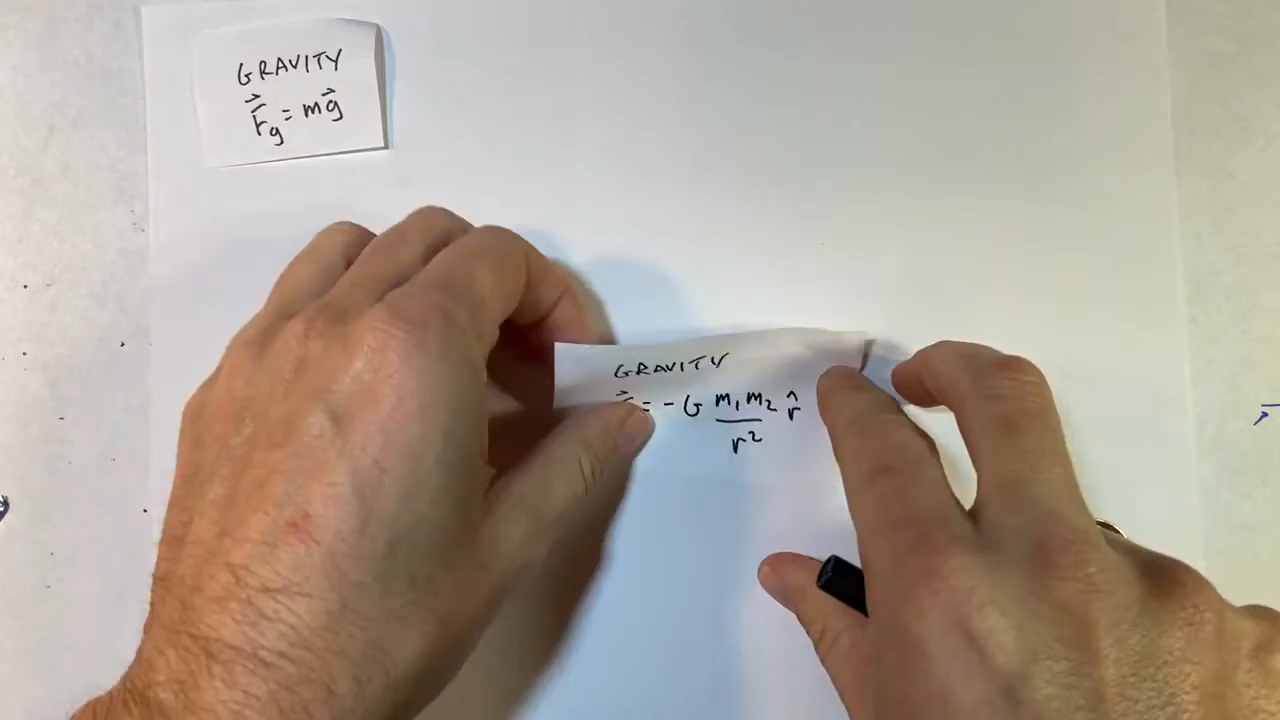 GRAVITY
F⃗g = mg⃗
GRAVITY
= -G m₁m₂/r² r̂